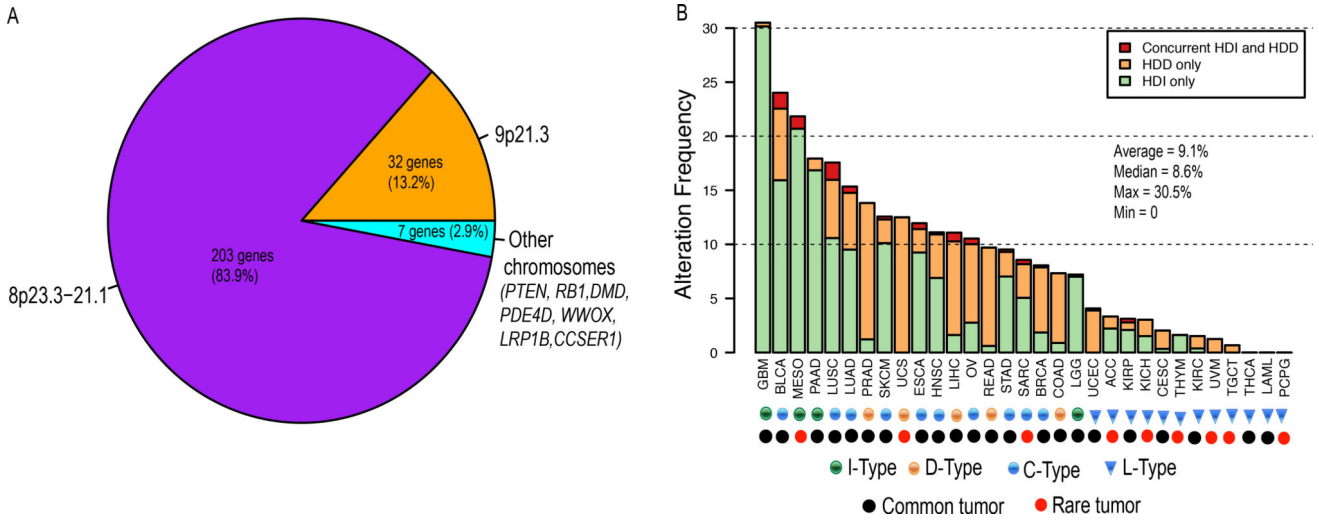 A
9p21.3
32 genes
(13.2%)
7 genes (2.9%)
Other
chromosomes
(PTEN, RB1,DMD,
PDE4D, WWOX,
LRP1B,CCSER1)
203 genes
(83.9%)
8p23.3−21.1
B
Alteration Frequency
30
25
20
15
10
5
0
Concurrent HDI and HDD
HDD only
HDI only
Average = 9.1%
Median = 8.6%
Max = 30.5%
Min = 0
GBM
BLCA
MESO
PAAD
LUSC
LUAD
PRAD
SKCM
UCS
ESCA
HNSC
LIHC
OV
READ
STAD
SARC
BRCA
COAD
LGG
UCEC
ACC
KIRP
KICH
CESC
THYM
KIRC
UVM
TGCT
THCA
LAML
PCPG
I-Type D-Type C-Type L-Type
Common tumor Rare tumor